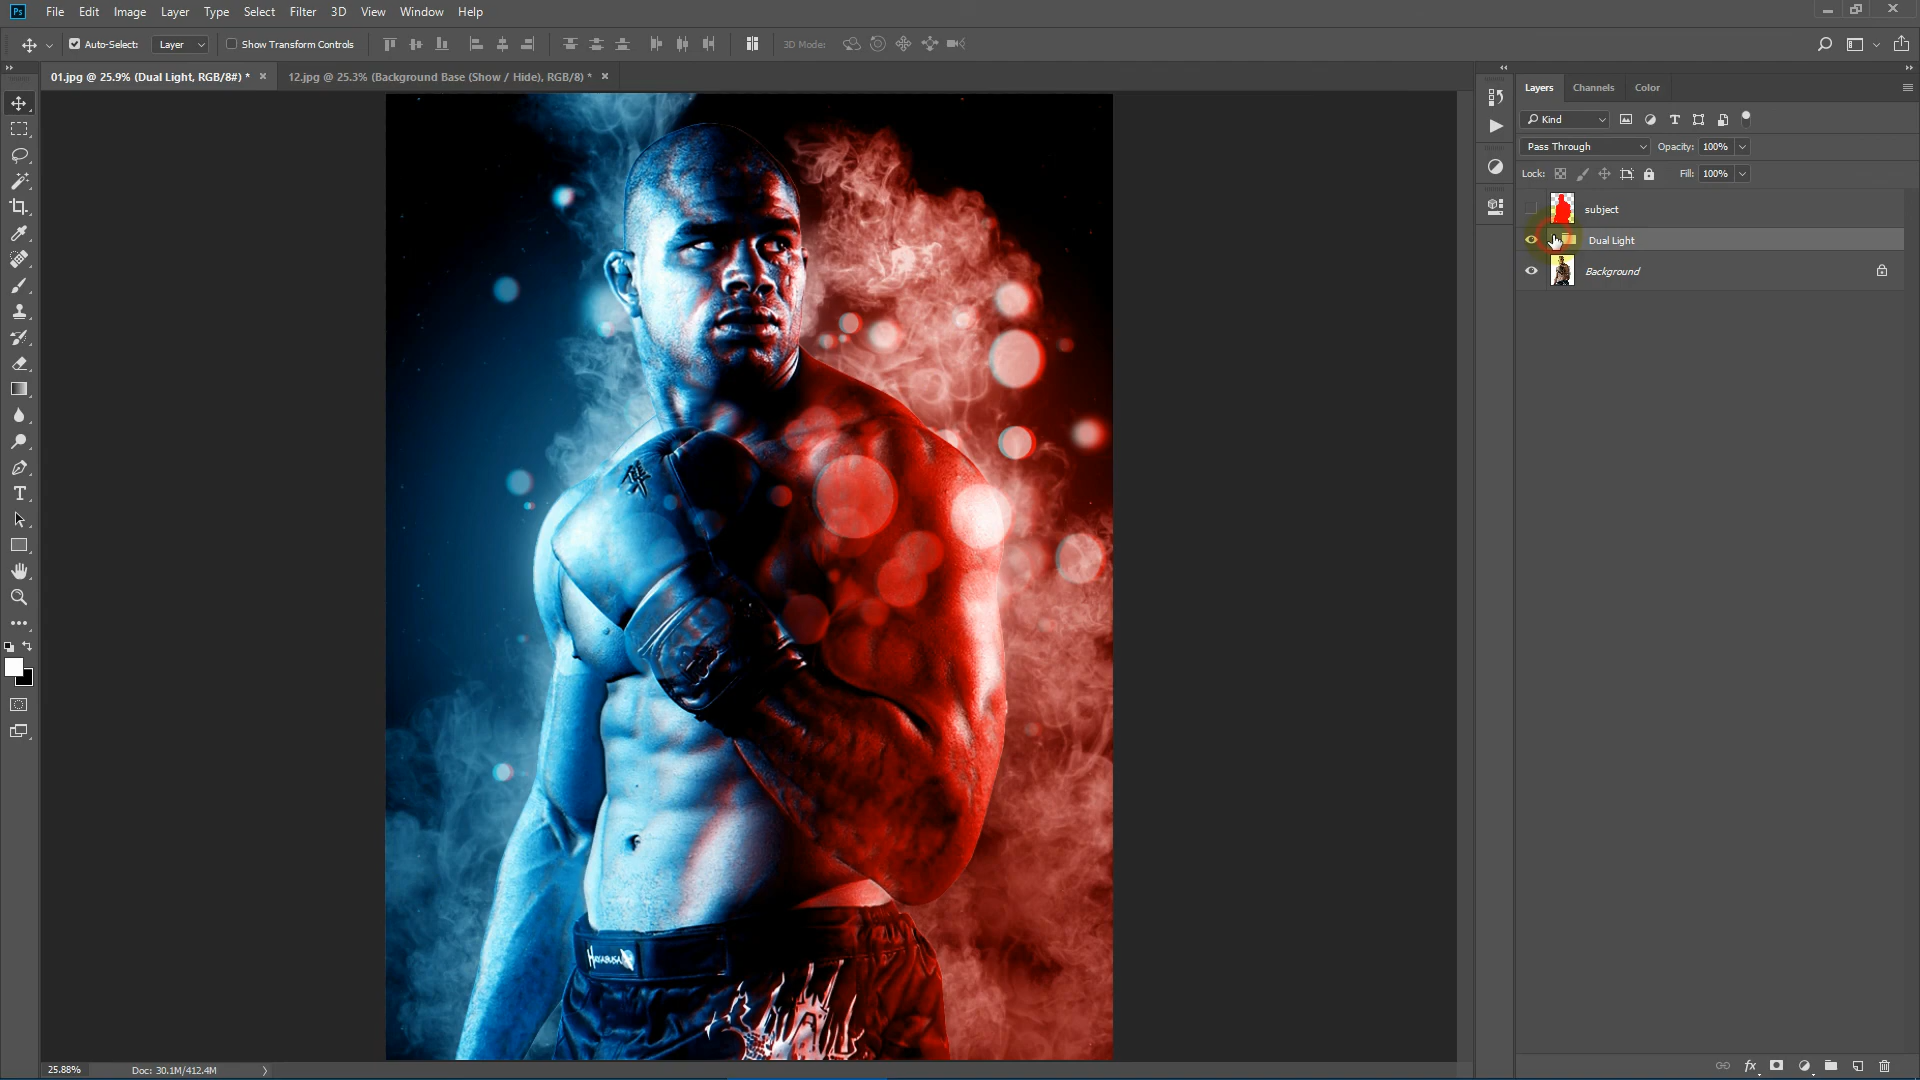 Ps File Edit Image Layer Type Select Filter 3D View Window Help
Auto-Select: Layer Show Transform Controls 3D Mode:
01.jpg @ 25.9% (Dual Light, RGB/8#) * × 12.jpg @ 25.3% (Background Base (Show / Hide), RGB/8) * ×
Layers Channels Color
Kind
Pass Through Opacity: 100%
Lock: Fill: 100%
subject
Dual Light
Background
HAYABUSA
25.88% Doc: 30.1M/412.4M